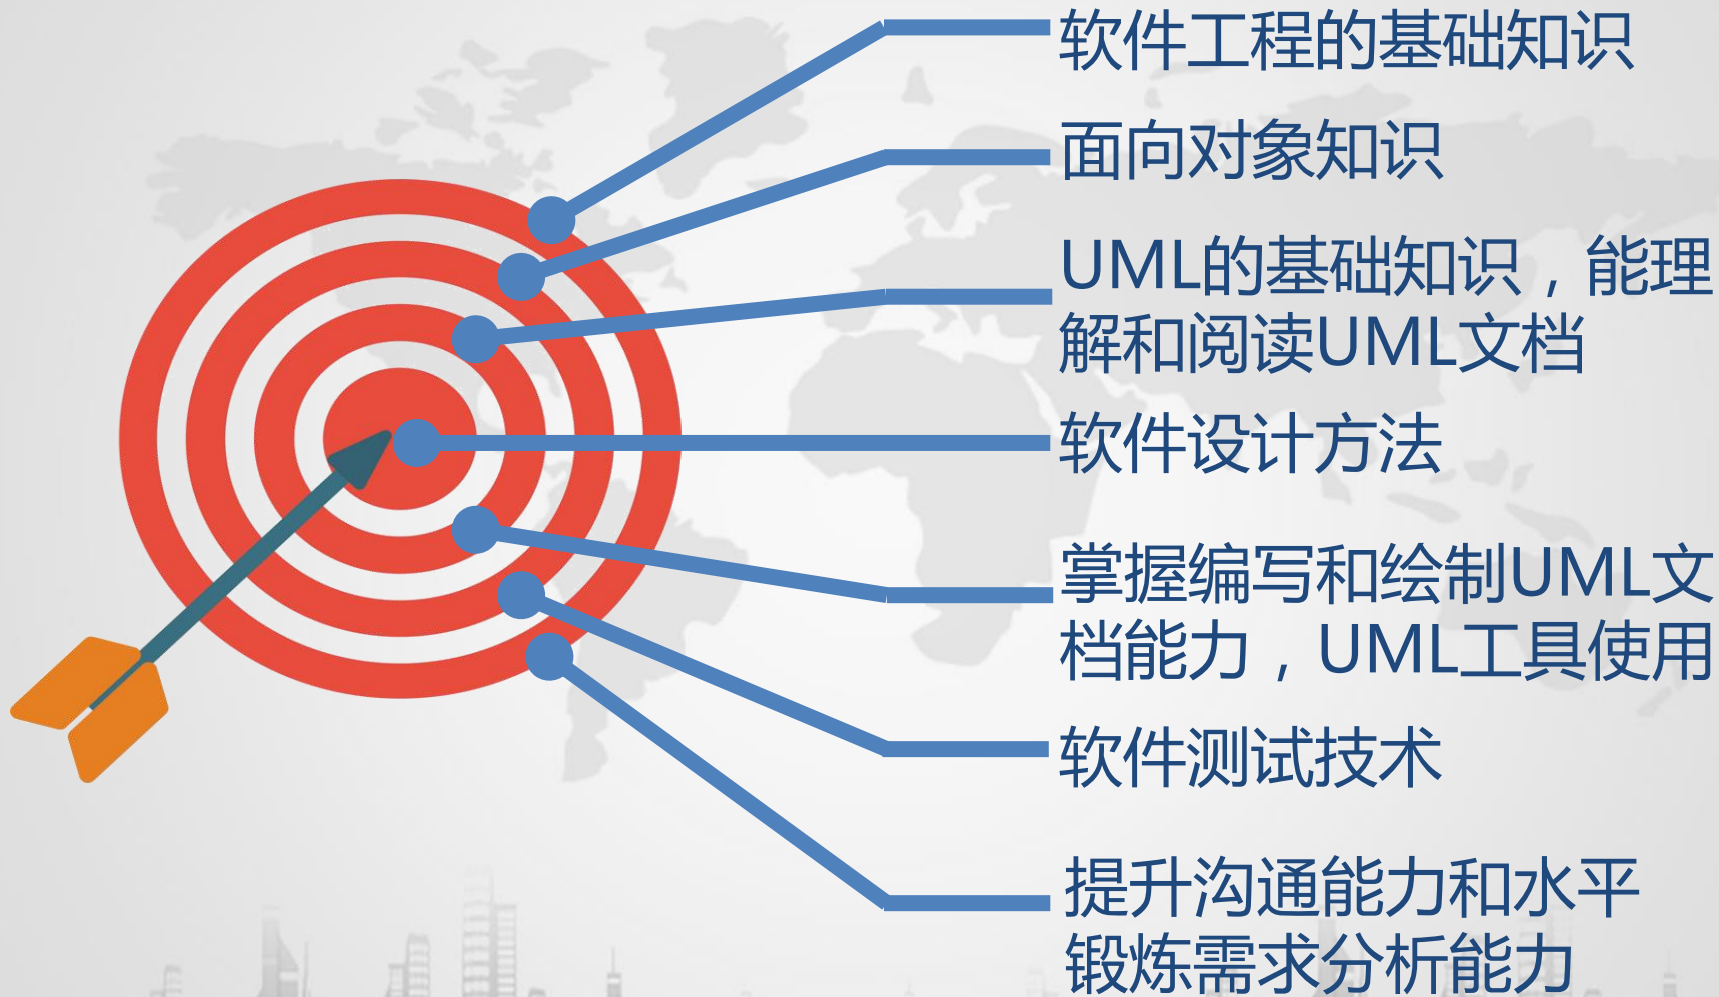 软件工程的基础知识
面向对象知识
UML的基础知识，能理
解和阅读UML文档
软件设计方法
掌握编写和绘制UML文
档能力，UML工具使用
软件测试技术
提升沟通能力和水平
锻炼需求分析能力